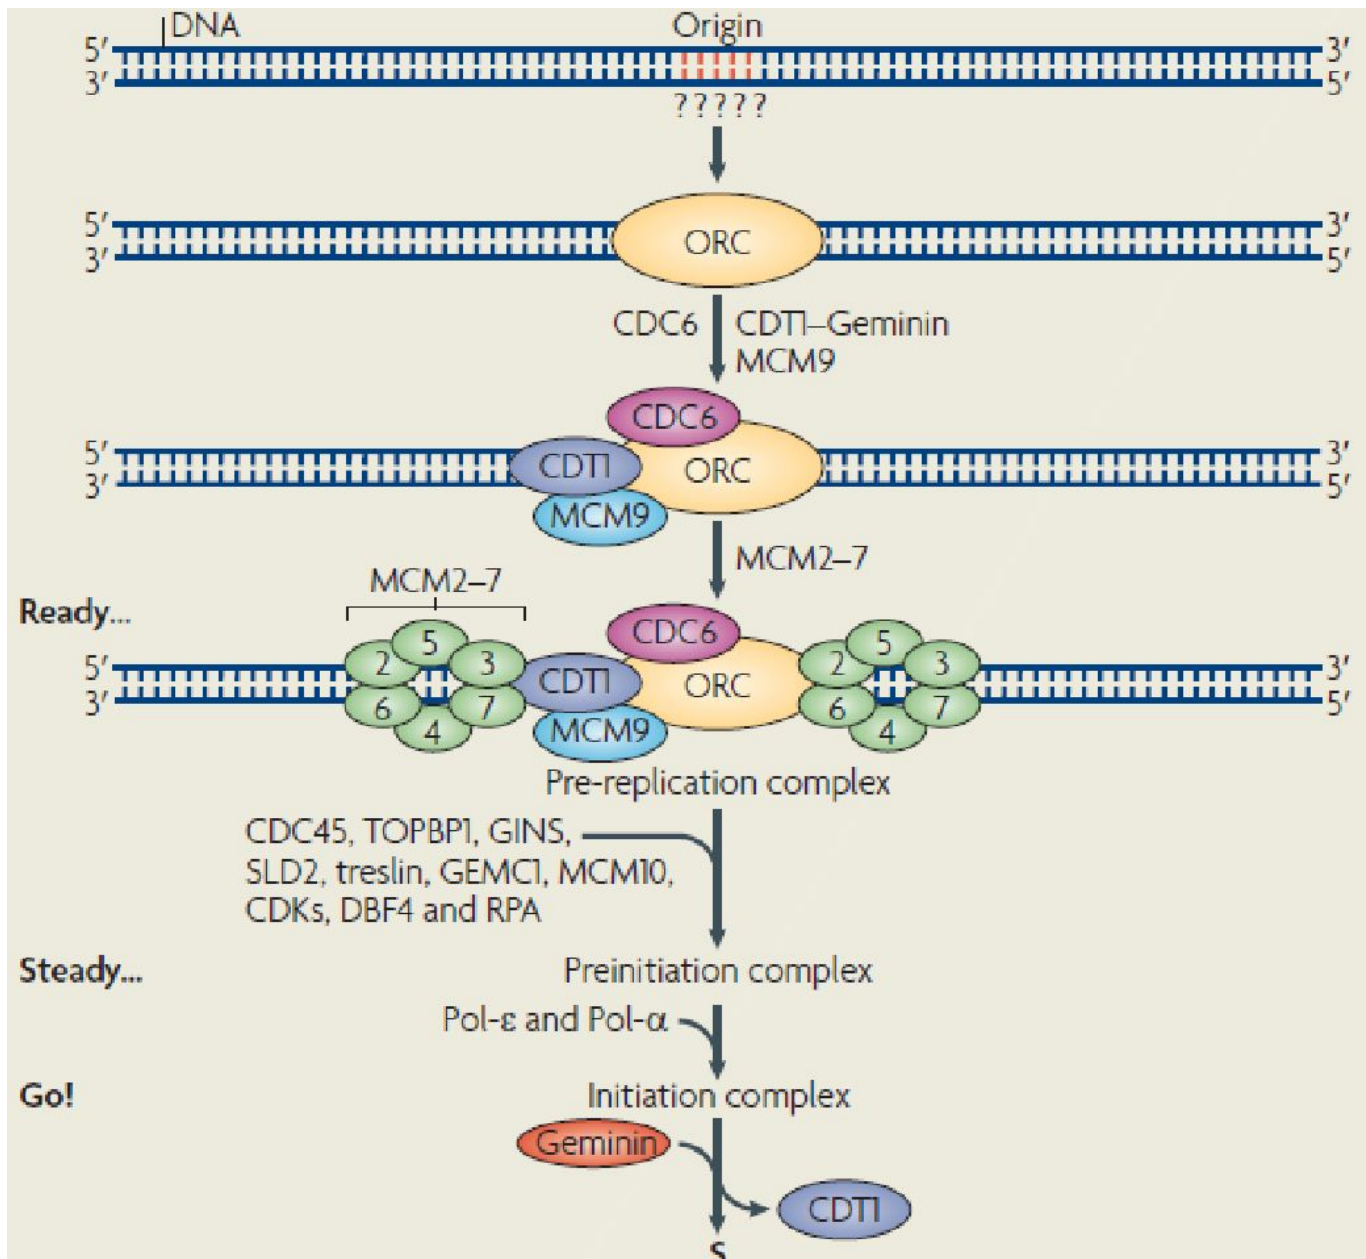 DNA
Origin
5′ 3′
3′ 5′
?????
5′ ORC 3′
3′ 5′
CDC6 CDT1–Geminin
MCM9
CDC6
5′ CDT1 ORC 3′
3′ MCM9 5′
MCM2–7
MCM2–7
Ready...
CDC6
5 5
5′ 2 3 CDT1 ORC 2 3 3′
3′ 6 7 MCM9 6 7 5′
4 4
Pre-replication complex
CDC45, TOPBP1, GINS,
SLD2, treslin, GEMC1, MCM10,
CDKs, DBF4 and RPA
Steady... Preinitiation complex
Pol-ε and Pol-α
Go! Initiation complex
Geminin
CDT1
S